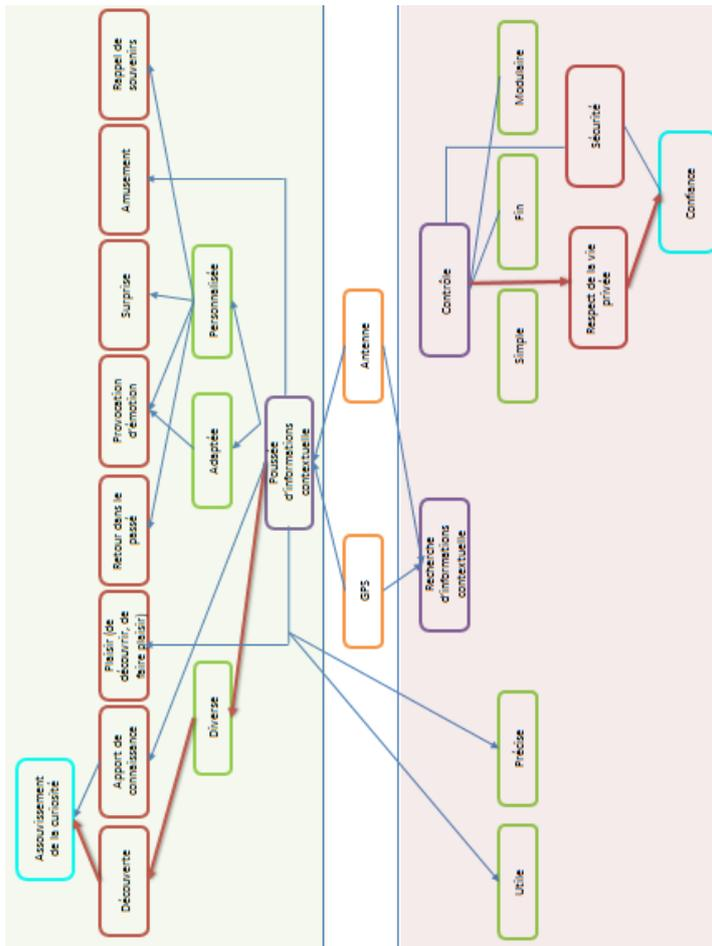 Assouvissement
de la curiosité
Découverte
Apport de
connaissance
Plaisir (de
découvrir, de
faire plaisir)
Retour dans le
passé
Provocation
d'émotion
Surprise
Amusement
Rappel de
souvenirs
Diverse
Adaptée
Personnalisée
Poussée
d'informations
contextuelle
GPS
Antenne
Recherche
d'informations
contextuelle
Contrôle
Utile
Précise
Simple
Fin
Modulaire
Respect de la vie
privée
Sécurité
Confiance